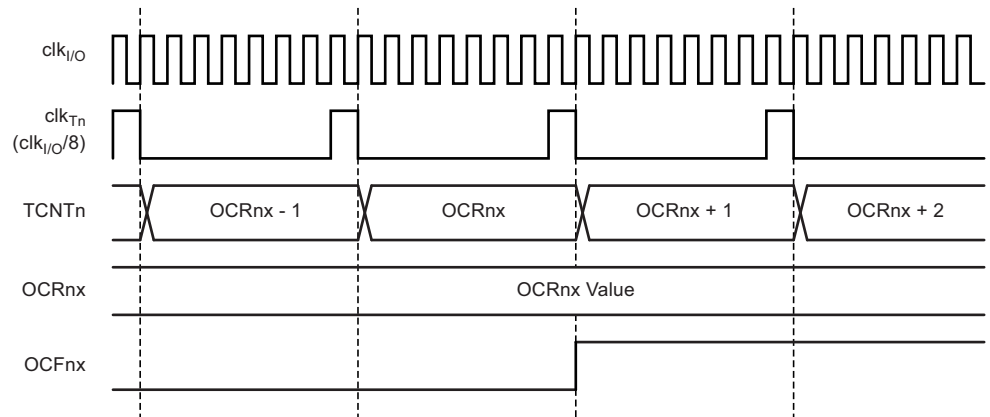 clkI/O
clkTn
(clkI/O/8)
TCNTn
OCRnx - 1
OCRnx
OCRnx + 1
OCRnx + 2
OCRnx
OCRnx Value
OCFnx